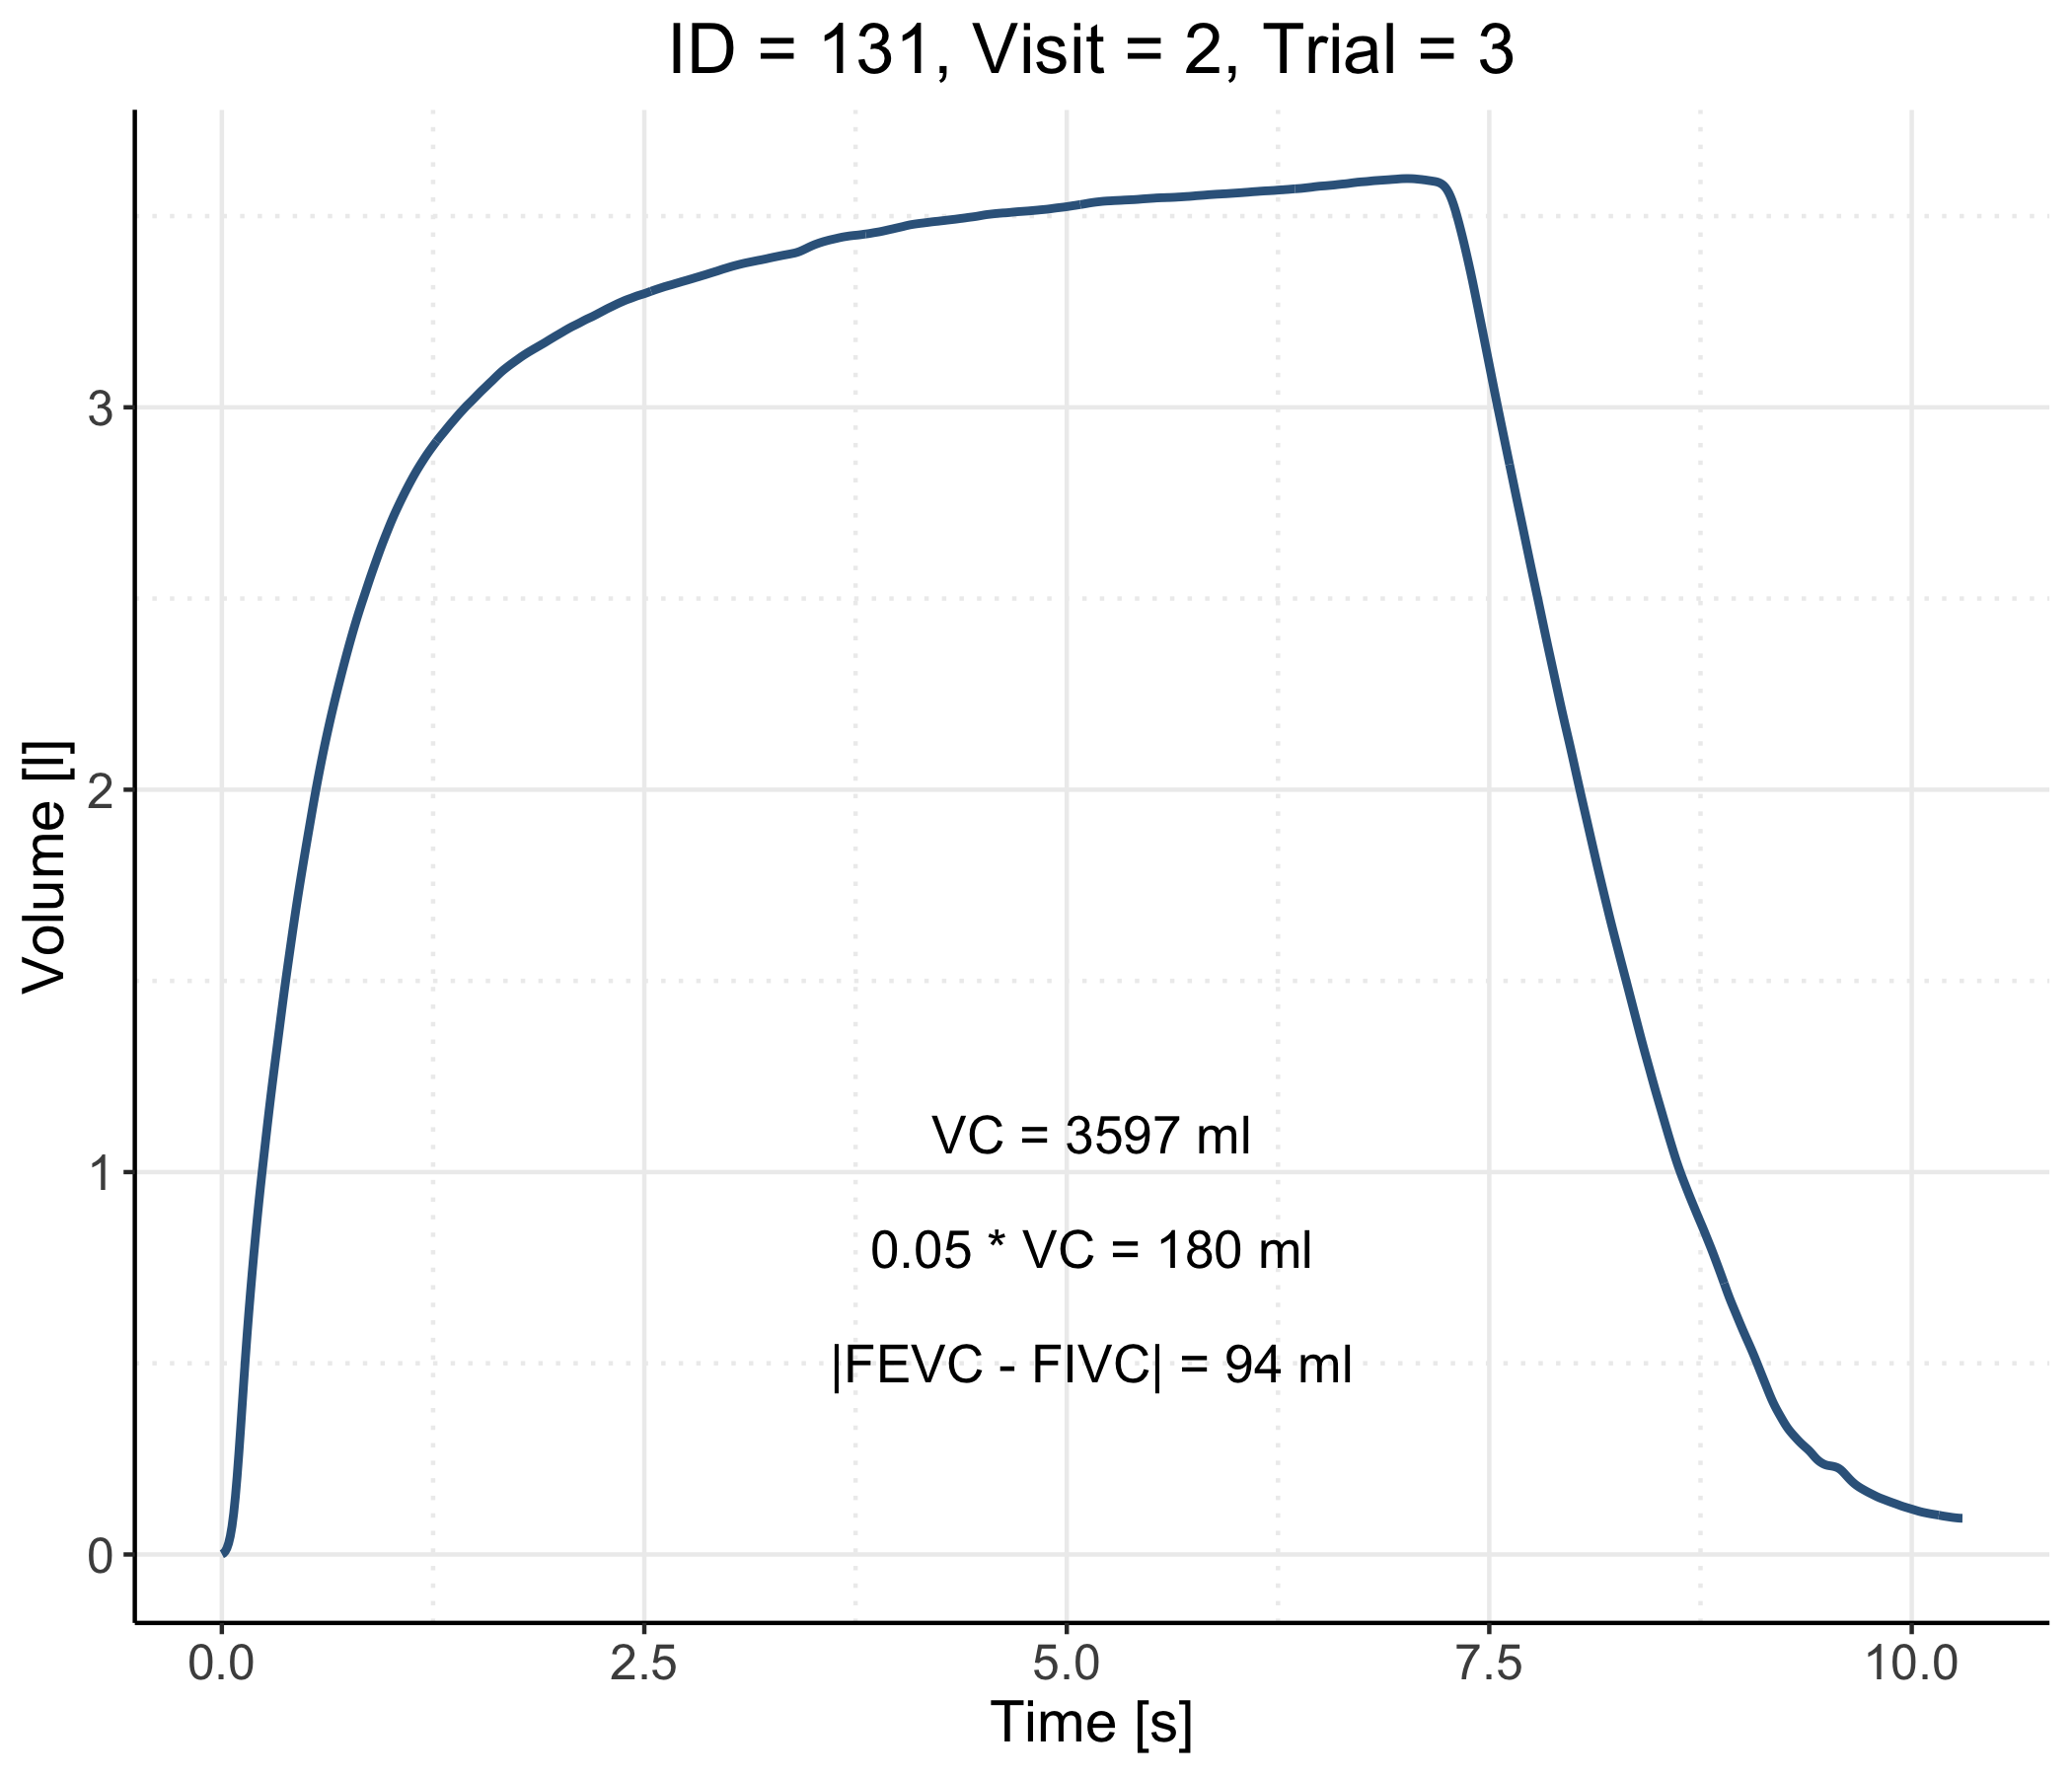 ID = 131, Visit = 2, Trial = 3
Volume [l]
3
2
1
0
VC = 3597 ml
0.05 * VC = 180 ml
|FEVC - FIVC| = 94 ml
0.0 2.5 5.0 7.5 10.0
Time [s]